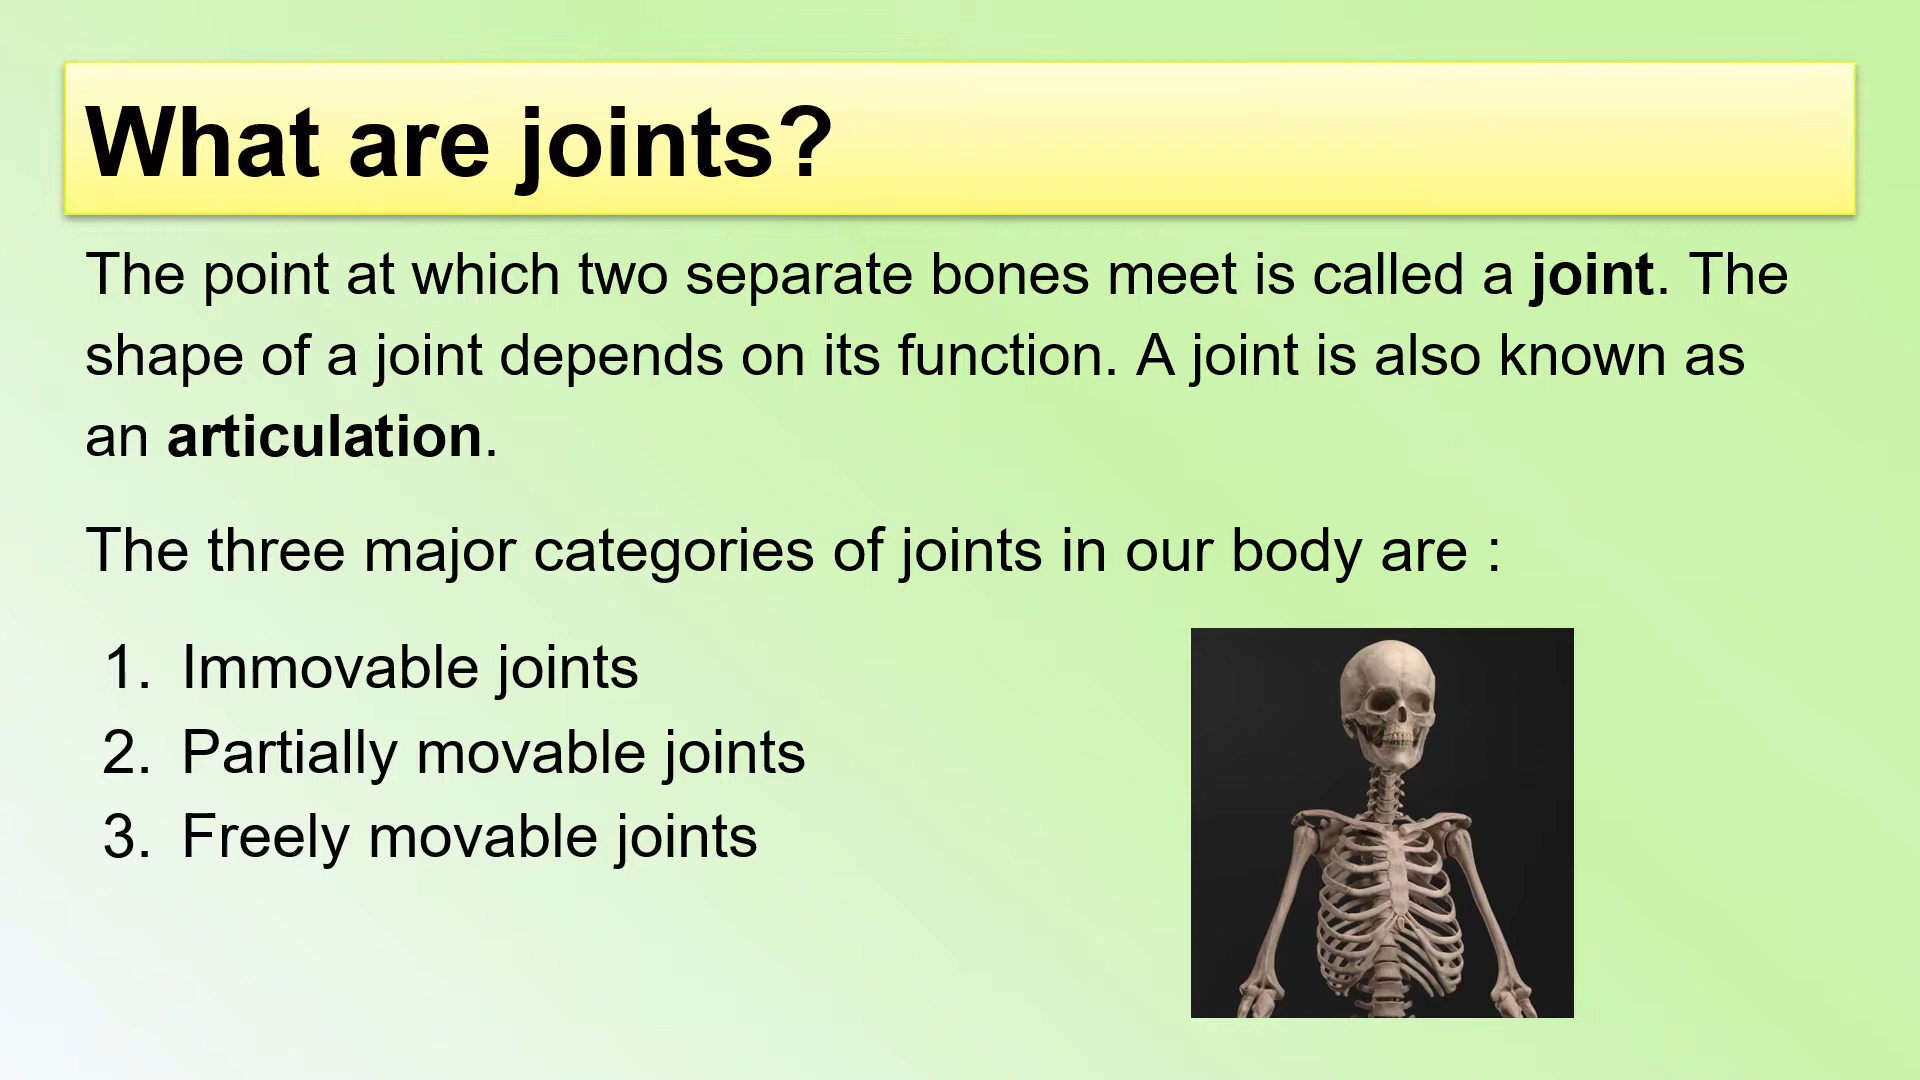 What are joints?
The point at which two separate bones meet is called a joint. The
shape of a joint depends on its function. A joint is also known as
an articulation.
The three major categories of joints in our body are :
1. Immovable joints
2. Partially movable joints
3. Freely movable joints